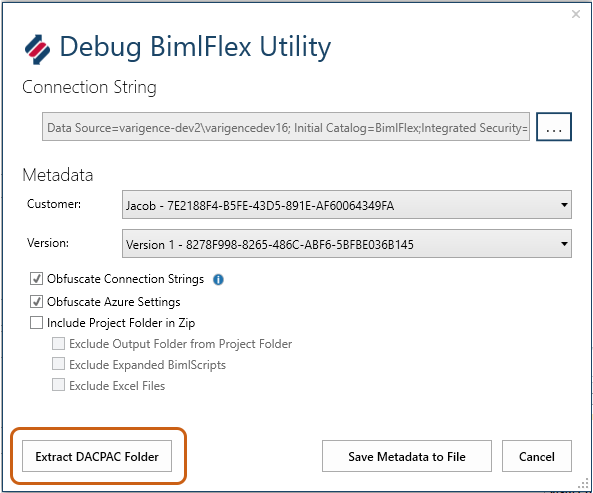 Debug BimlFlex Utility
Connection String
Data Source=varigence-dev2\varigencedev16; Initial Catalog=BimlFlex;Integrated Security=
...
Metadata
Customer: Jacob - 7E2188F4-B5FE-43D5-891E-AF60064349FA
Version: Version 1 - 8278F998-8265-486C-ABF6-5BFBE036B145
Obfuscate Connection Strings
Obfuscate Azure Settings
Include Project Folder in Zip
Exclude Output Folder from Project Folder
Exclude Expanded BimlScripts
Exclude Excel Files
Extract DACPAC Folder Save Metadata to File Cancel